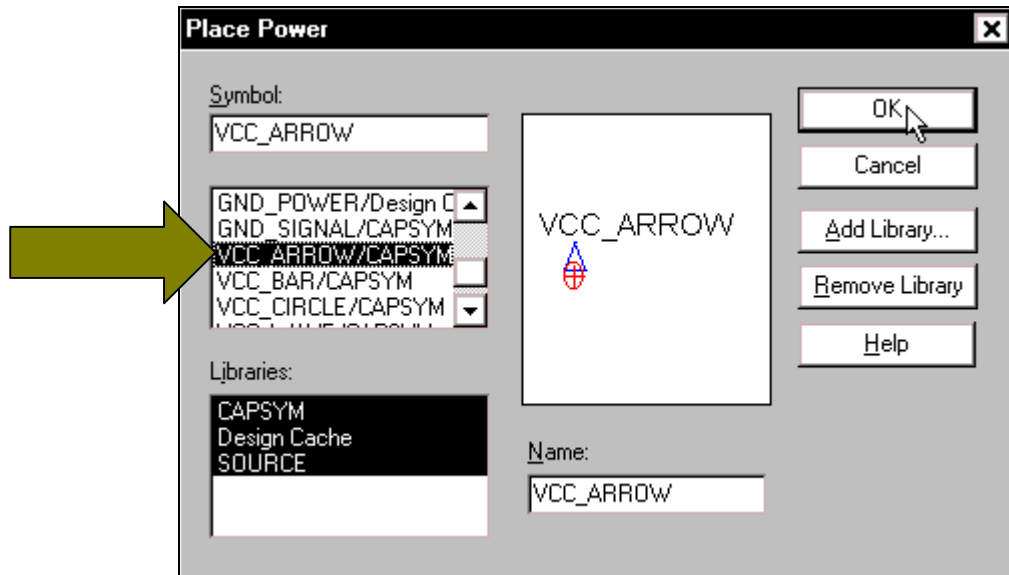 Place Power
Symbol:
VCC_ARROW
GND_POWER/Design C
GND_SIGNAL/CAPSYM
VCC_ARROW/CAPSYM
VCC_BAR/CAPSYM
VCC_CIRCLE/CAPSYM
Libraries:
CAPSYM
Design Cache
SOURCE
VCC_ARROW
Name:
VCC_ARROW
OK
Cancel
Add Library...
Remove Library
Help